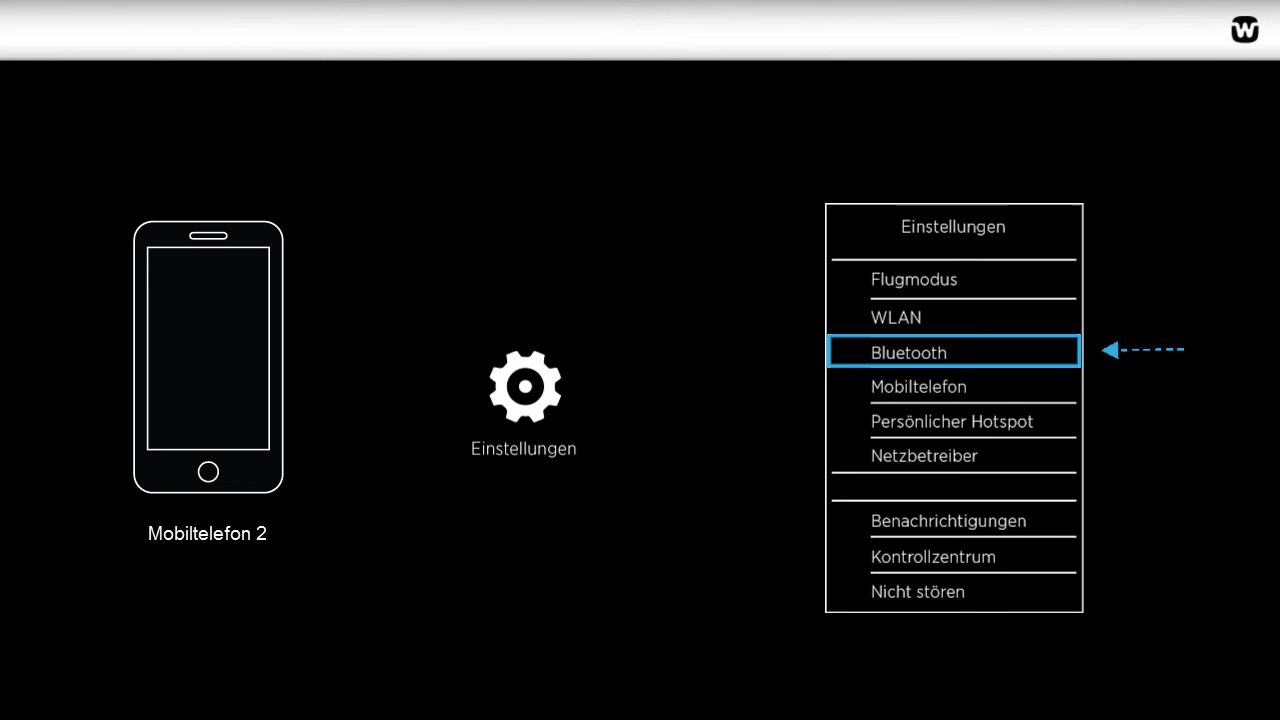 W
Mobiltelefon 2
Einstellungen
Einstellungen
Flugmodus
WLAN
Bluetooth
Mobiltelefon
Persönlicher Hotspot
Netzbetreiber
Benachrichtigungen
Kontrollzentrum
Nicht stören